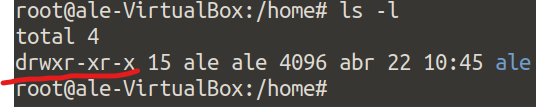 root@ale-VirtualBox:/home# ls -l
total 4
drwxr-xr-x 15 ale ale 4096 abr 22 10:45 ale
root@ale-VirtualBox:/home#